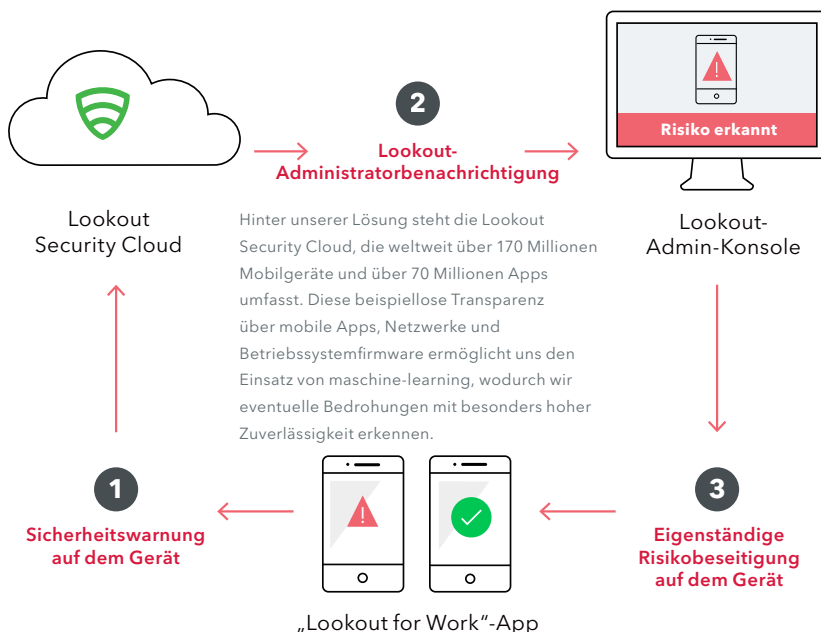 2
Risiko erkannt
Lookout-
Administratorbenachrichtigung
Lookout
Security Cloud
Hinter unserer Lösung steht die Lookout
Security Cloud, die weltweit über 170 Millionen
Mobilgeräte und über 70 Millionen Apps
umfasst. Diese beispiellose Transparenz
über mobile Apps, Netzwerke und
Betriebssystemfirmware ermöglicht uns den
Einsatz von maschine-learning, wodurch wir
eventuelle Bedrohungen mit besonders hoher
Zuverlässigkeit erkennen.
Lookout-
Admin-Konsole
1
Sicherheitswarnung
auf dem Gerät
3
Eigenständige
Risikobeseitigung
auf dem Gerät
„Lookout for Work“-App